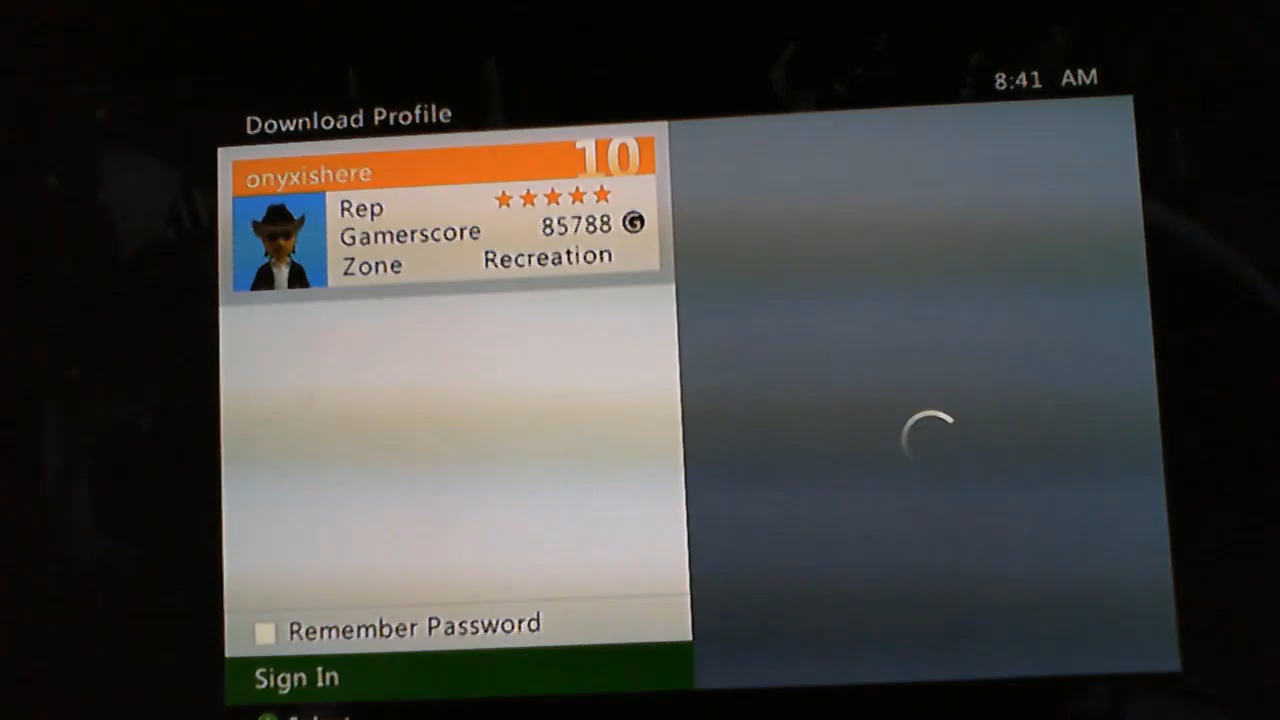 8:41 AM
Download Profile
onyxishere 10
Rep
Gamerscore 85788 G
Zone Recreation
Remember Password
Sign In